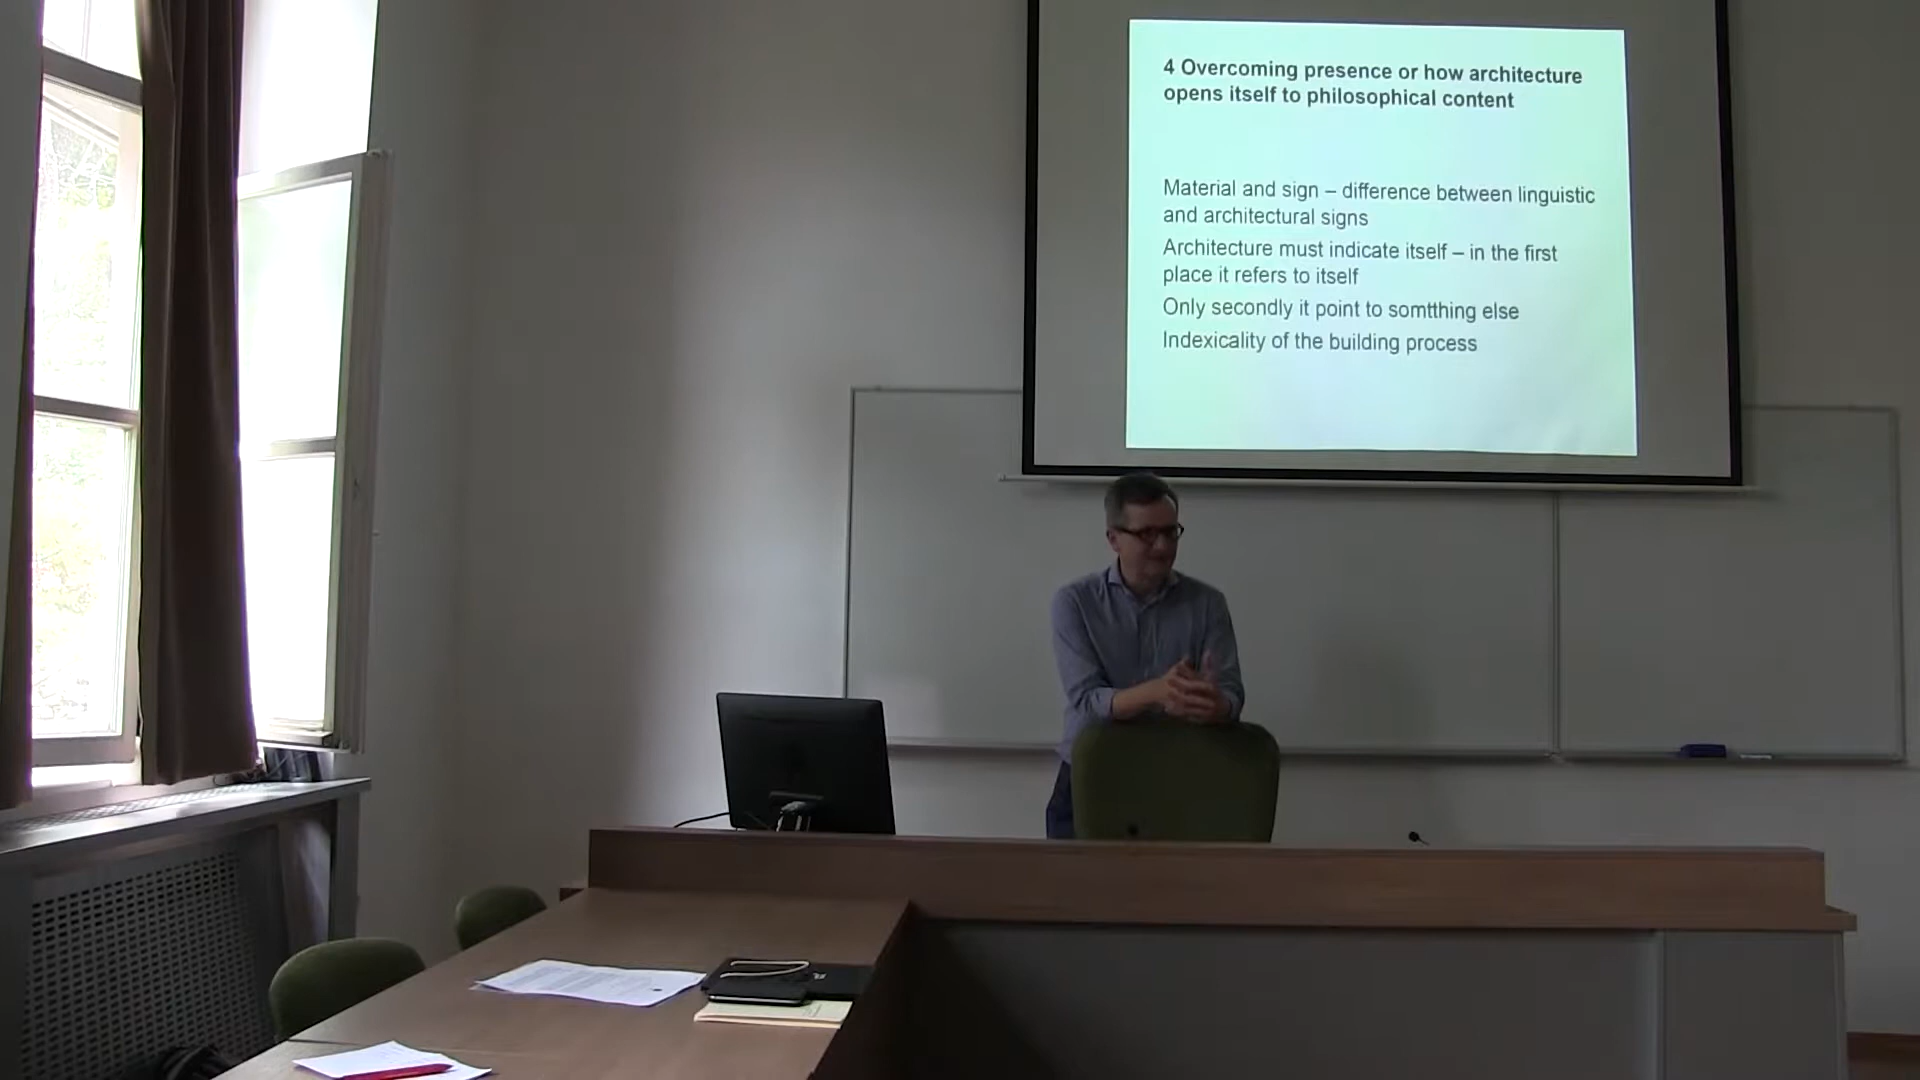 4 Overcoming presence or how architecture
opens itself to philosophical content
Material and sign – difference between linguistic
and architectural signs
Architecture must indicate itself – in the first
place it refers to itself
Only secondly it point to somtthing else
Indexicality of the building process